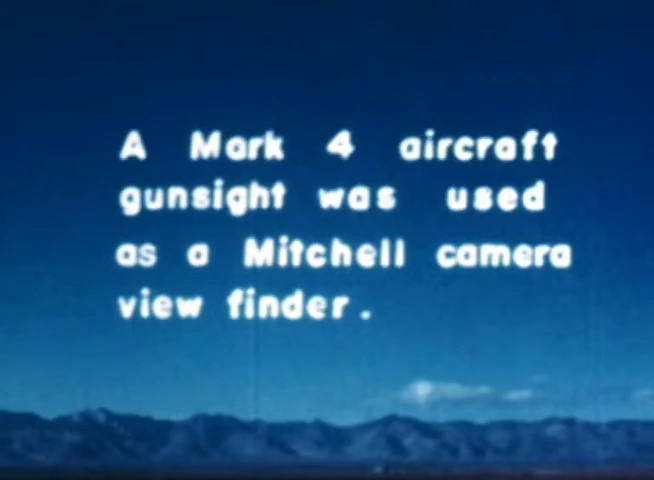 A Mark 4 aircraft
gunsight was used
as a Mitchell camera
view finder.